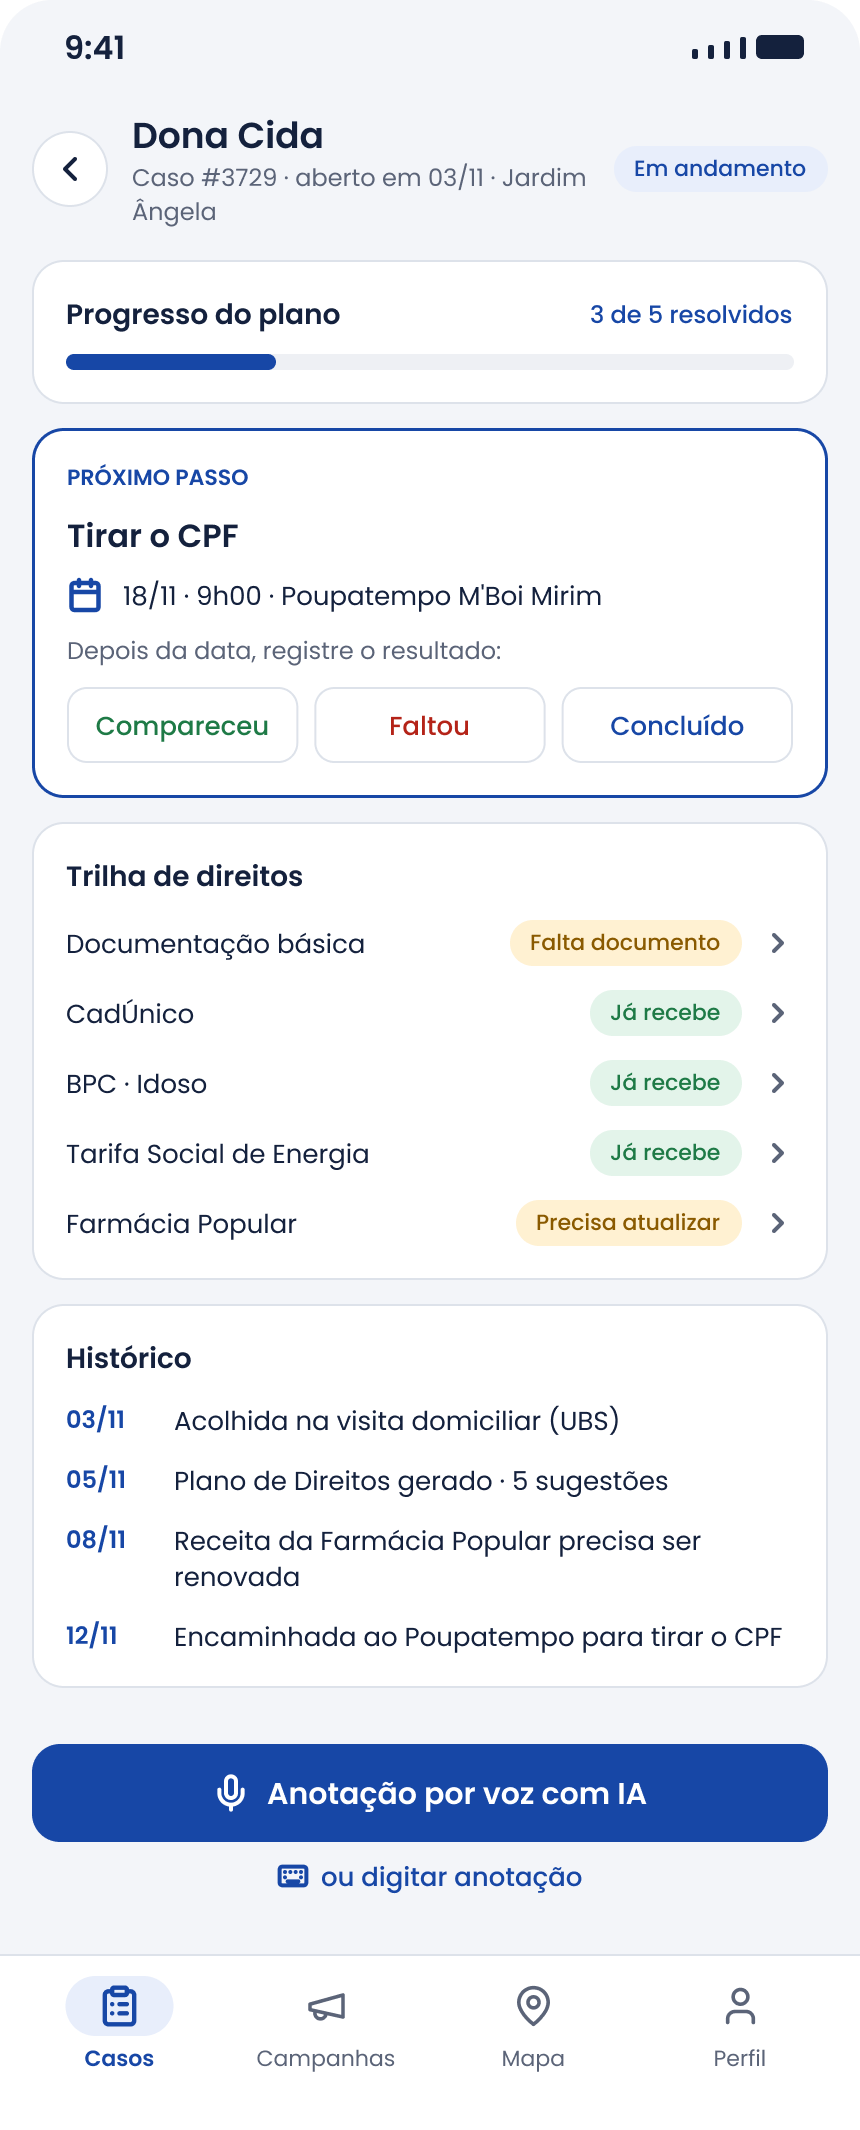 9:41
Dona Cida
Caso #3729 · aberto em 03/11 · Jardim
Ângela
Em andamento
Progresso do plano
3 de 5 resolvidos
PRÓXIMO PASSO
Tirar o CPF
18/11 · 9h00 · Poupatempo M'Boi Mirim
Depois da data, registre o resultado:
Compareceu
Faltou
Concluído
Trilha de direitos
Documentação básica
Falta documento
CadÚnico
Já recebe
BPC · Idoso
Já recebe
Tarifa Social de Energia
Já recebe
Farmácia Popular
Precisa atualizar
Histórico
03/11 Acolhida na visita domiciliar (UBS)
05/11 Plano de Direitos gerado · 5 sugestões
08/11 Receita da Farmácia Popular precisa ser
renovada
12/11 Encaminhada ao Poupatempo para tirar o CPF
Anotação por voz com IA
ou digitar anotação
Casos
Campanhas
Mapa
Perfil